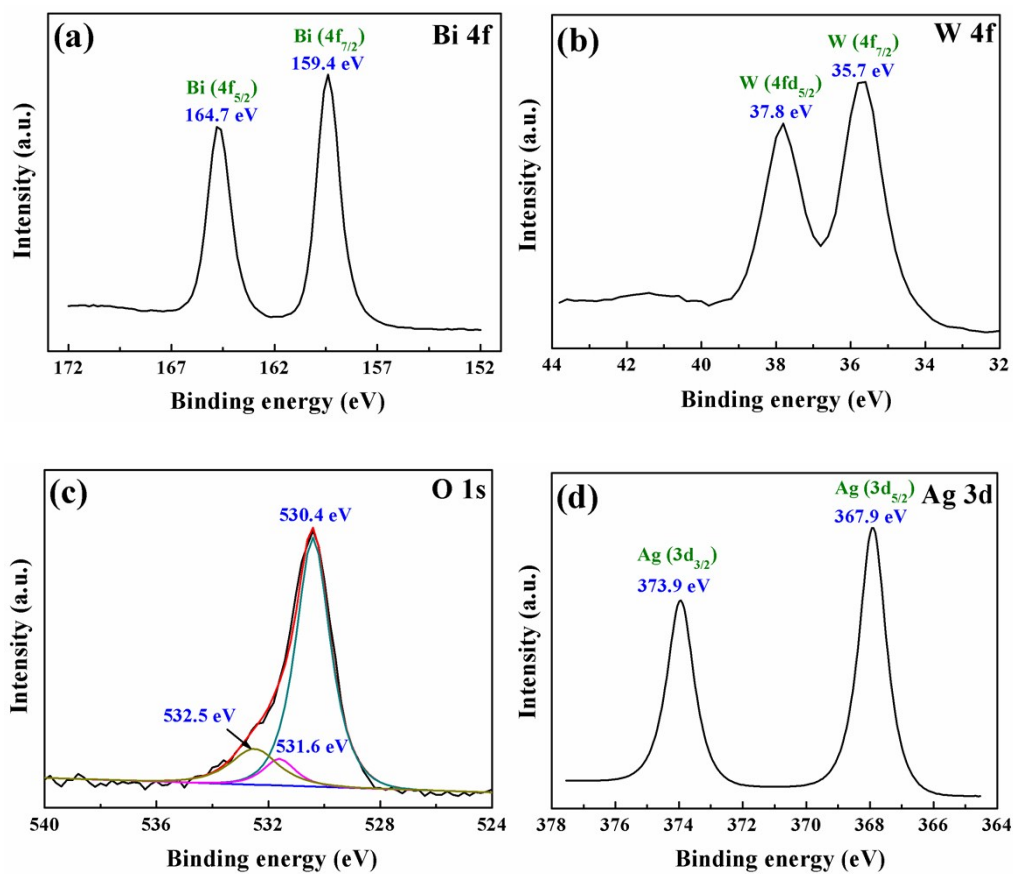 (a)
Bi 4f
Bi (4f7/2)
159.4 eV
Bi (4f5/2)
164.7 eV
Intensity (a.u.)
172 167 162 157 152
Binding energy (eV)
(b)
W 4f
W (4f7/2)
35.7 eV
W (4fd5/2)
37.8 eV
Intensity (a.u.)
44 42 40 38 36 34 32
Binding energy (eV)
(c)
O 1s
530.4 eV
532.5 eV
531.6 eV
Intensity (a.u.)
540 536 532 528 524
Binding energy (eV)
(d)
Ag 3d
Ag (3d5/2)
367.9 eV
Ag (3d3/2)
373.9 eV
Intensity (a.u.)
378 376 374 372 370 368 366 364
Binding energy (eV)